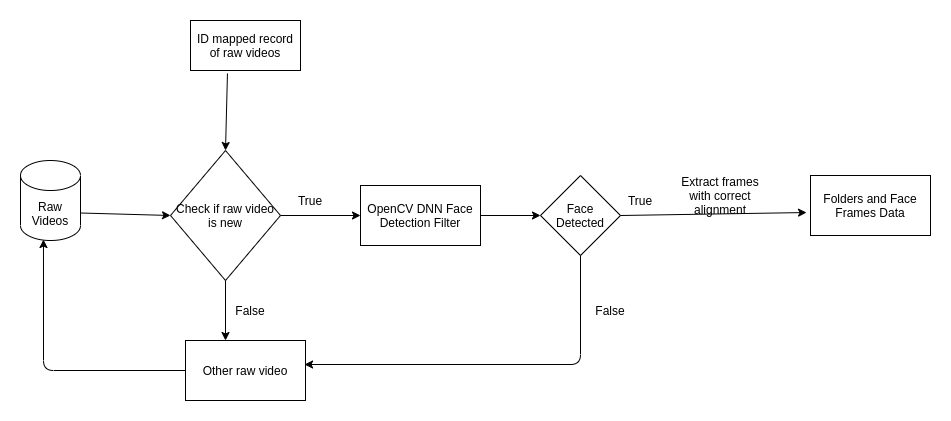 ID mapped record
of raw videos
Raw
Videos
Check if raw video
is new
True
OpenCV DNN Face
Detection Filter
Face
Detected
True
Extract frames
with correct
alignment
Folders and Face
Frames Data
False
False
Other raw video